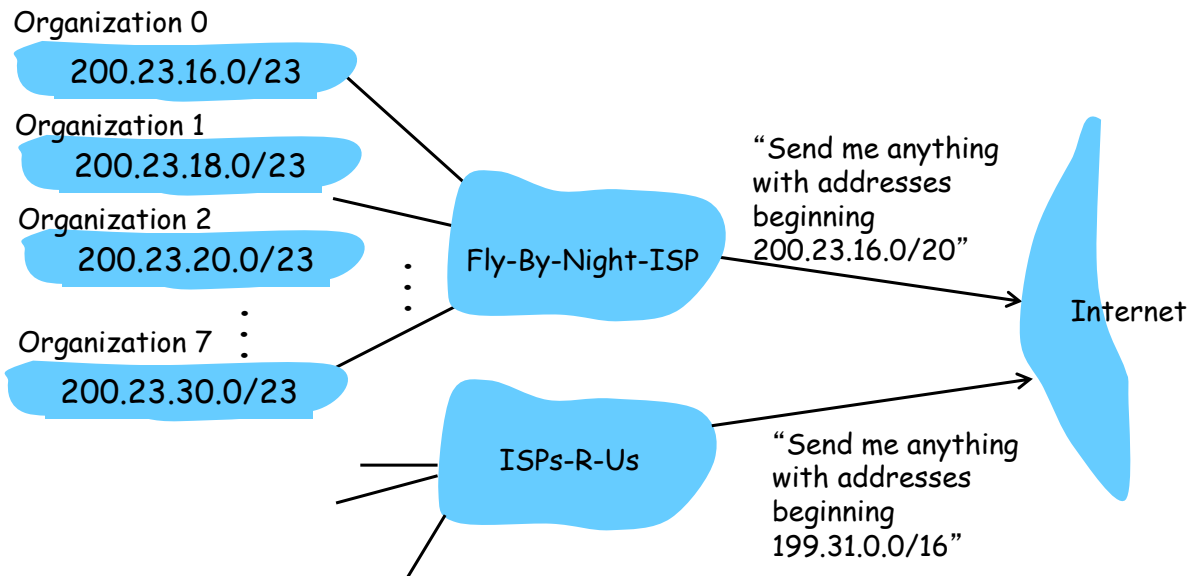 Organization 0
200.23.16.0/23
Organization 1
200.23.18.0/23
Organization 2
200.23.20.0/23
Organization 7
200.23.30.0/23
Fly-By-Night-ISP
“Send me anything
with addresses
beginning
200.23.16.0/20”
Internet
ISPs-R-Us
“Send me anything
with addresses
beginning
199.31.0.0/16”